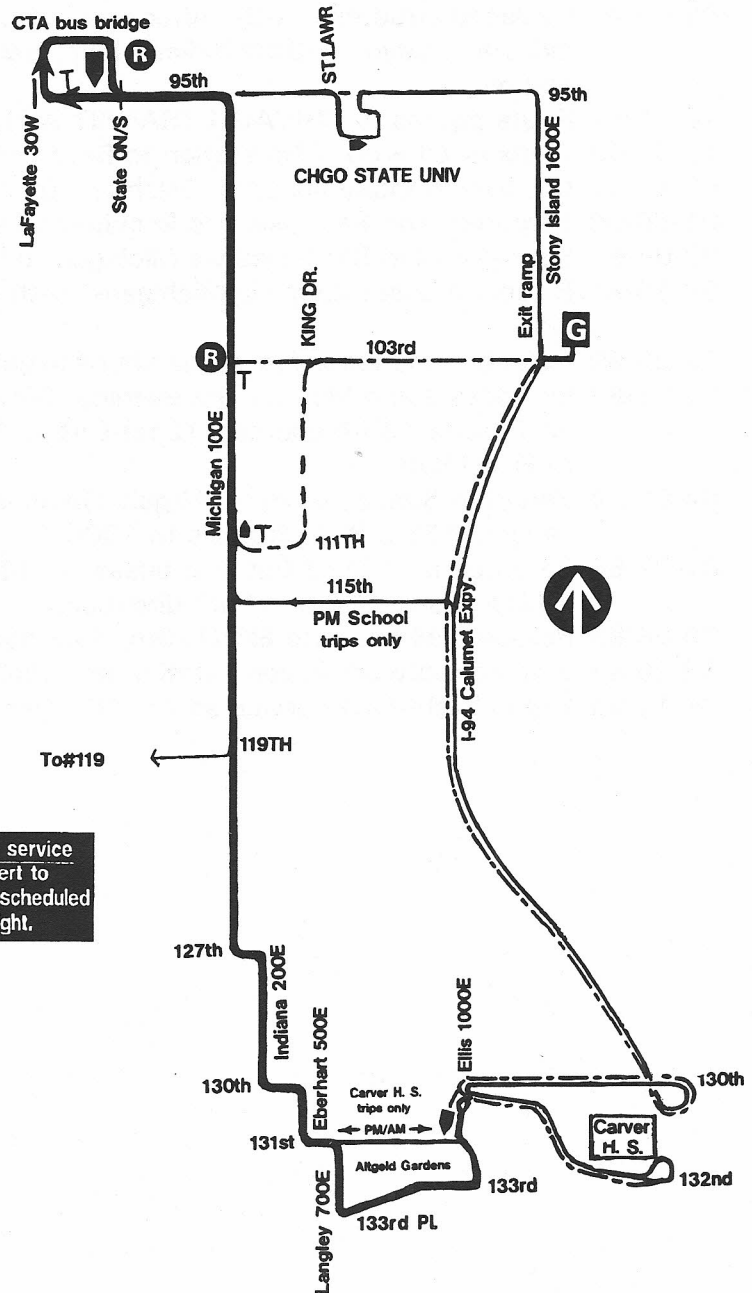 CTA bus bridge
R
T
95th
ST.LAWR
95th
LaFayette 30W
State 0N/S
CHGO STATE UNIV
Stony Island 1600E
Exit ramp
KING DR.
G
R
103rd
T
Michigan 100E
T
111TH
115th
PM School
trips only
I-94 Calumet Expy.
119TH
To#119
service
ert to
scheduled
ght.
127th
Indiana 200E
Eberhart 500E
Ellis 1000E
130th
130th
Carver H. S.
trips only
PM/AM
131st
Carver
H. S.
Altgeld Gardens
Langley 700E
133rd
132nd
133rd Pl.